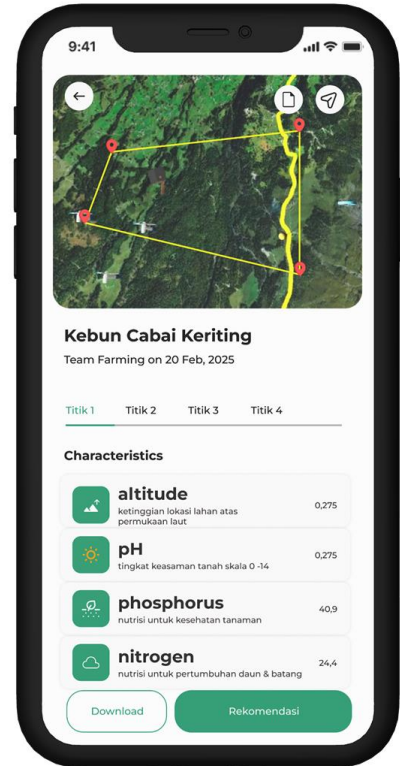 9:41
Kebun Cabai Keriting
Team Farming on 20 Feb, 2025
Titik 1 Titik 2 Titik 3 Titik 4
Characteristics
altitude
ketinggian lokasi lahan atas
permukaan laut
0,275
pH
tingkat keasaman tanah skala 0 -14
0,275
phosphorus
nutrisi untuk kesehatan tanaman
40,9
nitrogen
nutrisi untuk pertumbuhan daun & batang
24,4
Download Rekomendasi